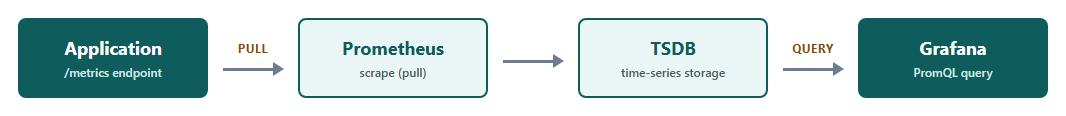 Application
/metrics endpoint
PULL
Prometheus
scrape (pull)
TSDB
time-series storage
QUERY
Grafana
PromQL query